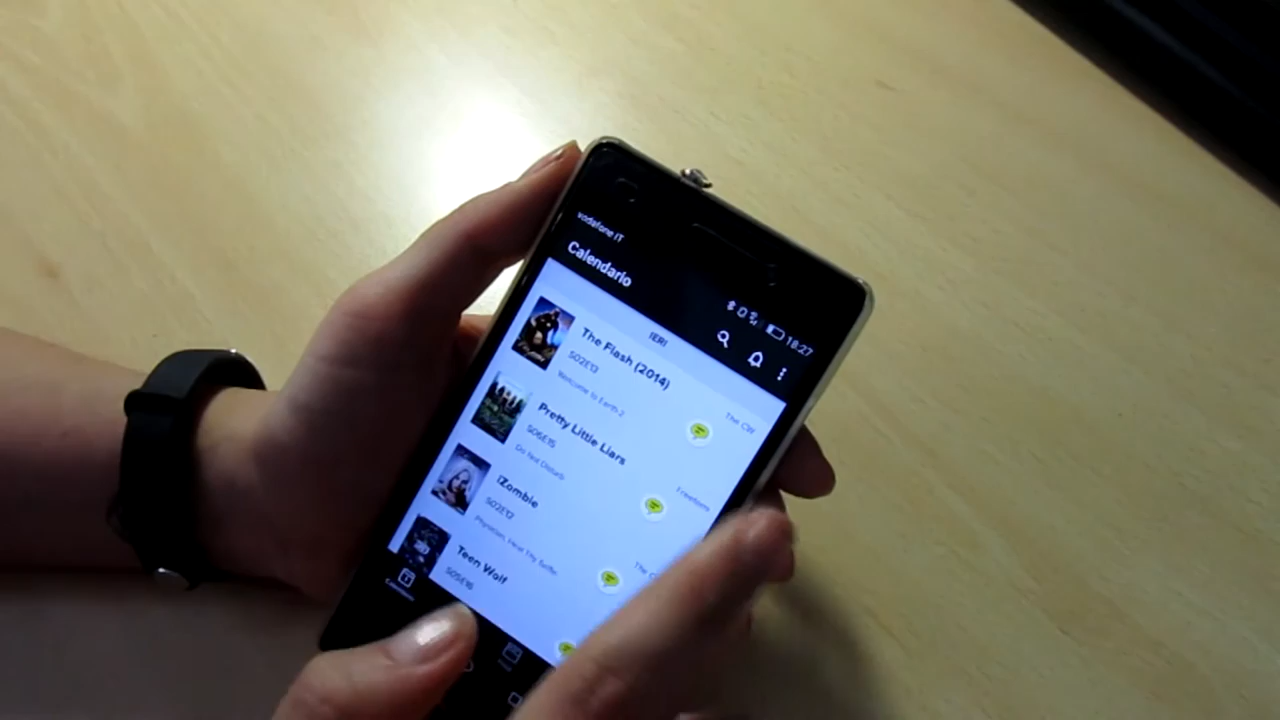 vodafone IT
18:27
Calendario
IERI
The Flash (2014)
S02E13
Welcome to Earth 2
The CW
Pretty Little Liars
S06E15
Do Not Disturb
Freeform
iZombie
S02E12
Physician, Heal Thy Selfie
The C
Teen Wolf
S05E16